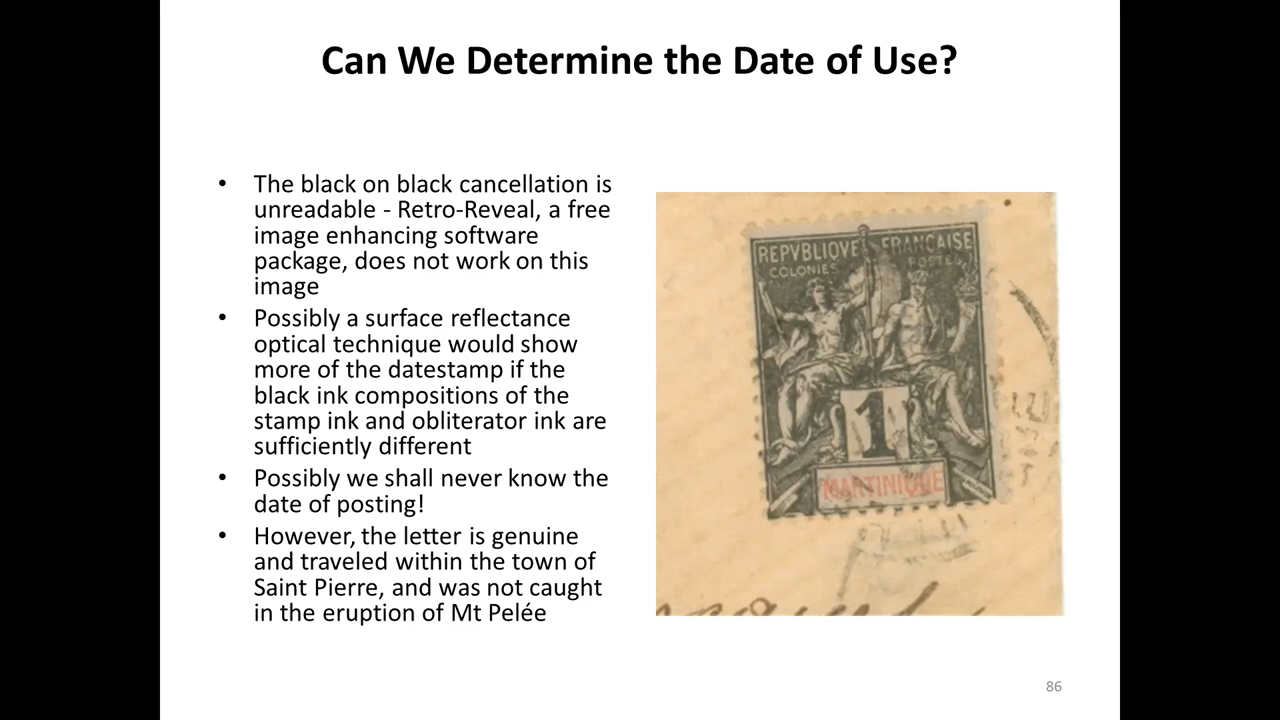 Can We Determine the Date of Use?
• The black on black cancellation is
unreadable - Retro-Reveal, a free
image enhancing software
package, does not work on this
image
• Possibly a surface reflectance
optical technique would show
more of the datestamp if the
black ink compositions of the
stamp ink and obliterator ink are
sufficiently different
• Possibly we shall never know the
date of posting!
• However, the letter is genuine
and traveled within the town of
Saint Pierre, and was not caught
in the eruption of Mt Pelée
REPVBLIQVE FRANCAISE
COLONIES POSTES
1
MARTINIQUE
86